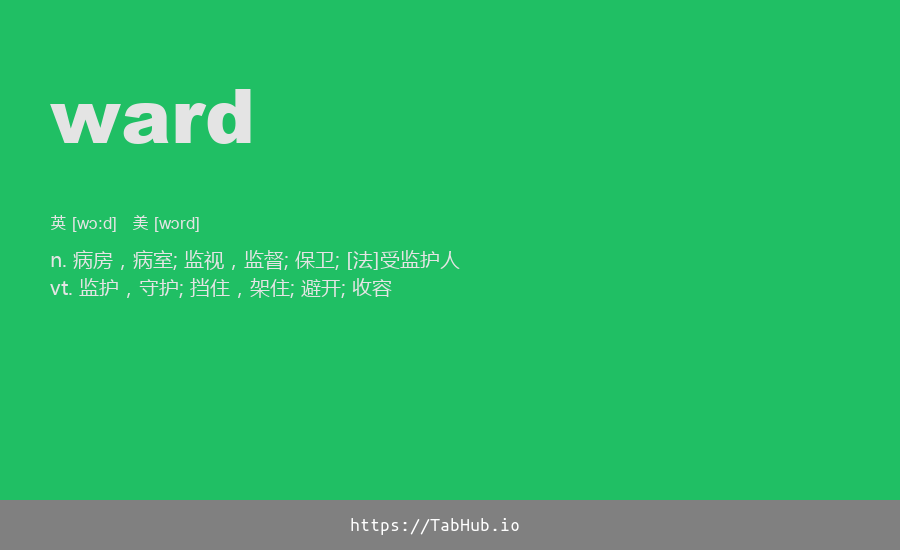 ward
英 [wɔːd] 美 [wɔrd]
n. 病房，病室; 监视，监督; 保卫; [法]受监护人
vt. 监护，守护; 挡住，架住; 避开; 收容
https://TabHub.io